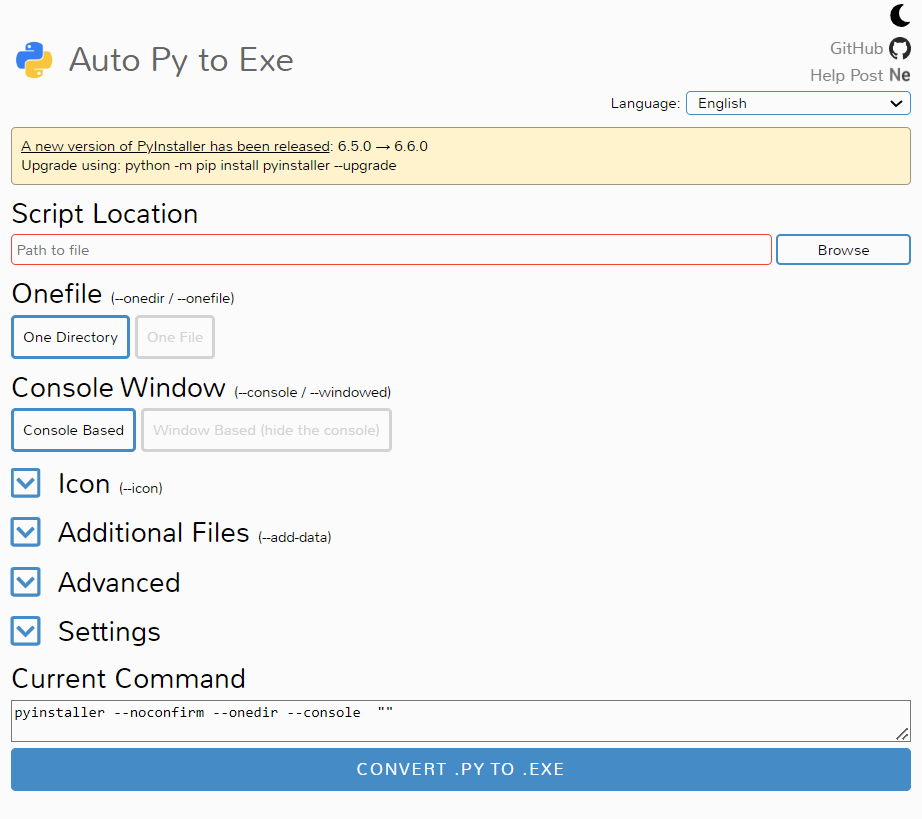 GitHub
Auto Py to Exe
Help Post Ne
Language: English
A new version of PyInstaller has been released: 6.5.0 → 6.6.0
Upgrade using: python -m pip install pyinstaller --upgrade
Script Location
Path to file Browse
Onefile (--onedir / --onefile)
One Directory One File
Console Window (--console / --windowed)
Console Based Window Based (hide the console)
Icon (--icon)
Additional Files (--add-data)
Advanced
Settings
Current Command
pyinstaller --noconfirm --onedir --console  ""
CONVERT .PY TO .EXE